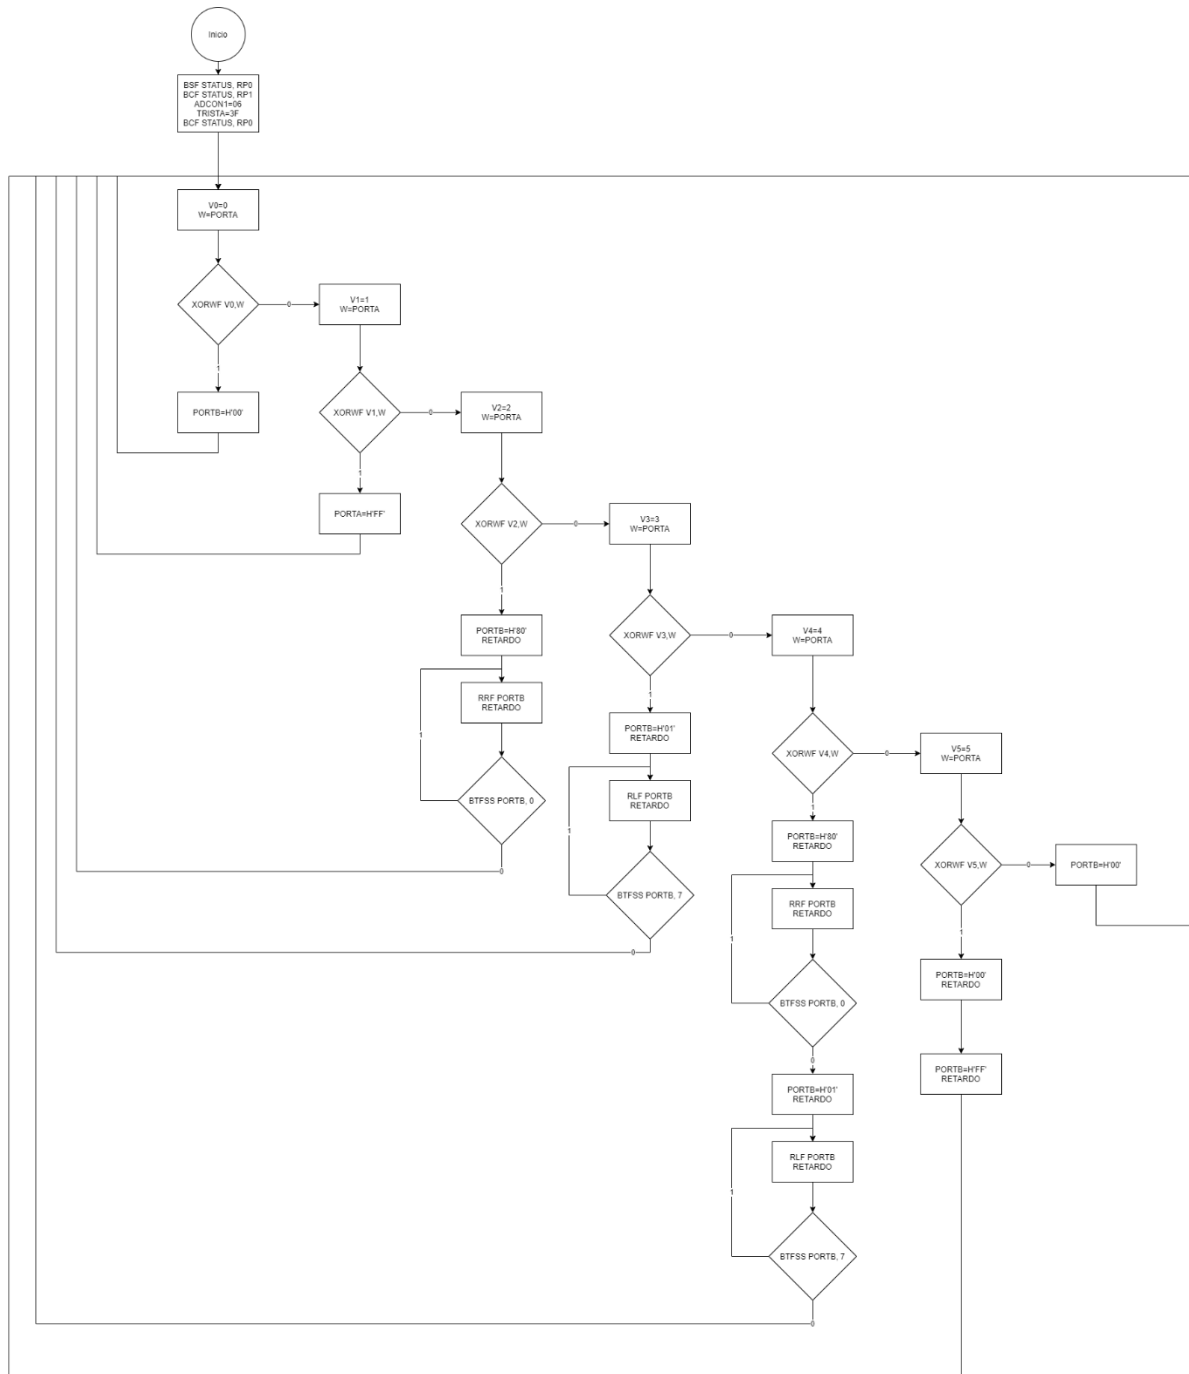 Inicio
BSF STATUS, RP0
BCF STATUS, RP1
ADCON1=06
TRISTA=3F
BCF STATUS, RP0
V0=0
W=PORTA
XORWF V0,W
0
V1=1
W=PORTA
1
PORTB=H'00'
XORWF V1,W
0
V2=2
W=PORTA
1
PORTA=H'FF'
XORWF V2,W
0
V3=3
W=PORTA
1
PORTB=H'80'
RETARDO
XORWF V3,W
0
V4=4
W=PORTA
RRF PORTB
RETARDO
1
1
PORTB=H'01'
RETARDO
XORWF V4,W
0
V5=5
W=PORTA
BTFSS PORTB, 0
RLF PORTB
RETARDO
1
1
0
PORTB=H'80'
RETARDO
XORWF V5,W
0
PORTB=H'00'
BTFSS PORTB, 7
RRF PORTB
RETARDO
1
1
0
PORTB=H'00'
RETARDO
BTFSS PORTB, 0
0
PORTB=H'FF'
RETARDO
PORTB=H'01'
RETARDO
RLF PORTB
RETARDO
1
BTFSS PORTB, 7
0